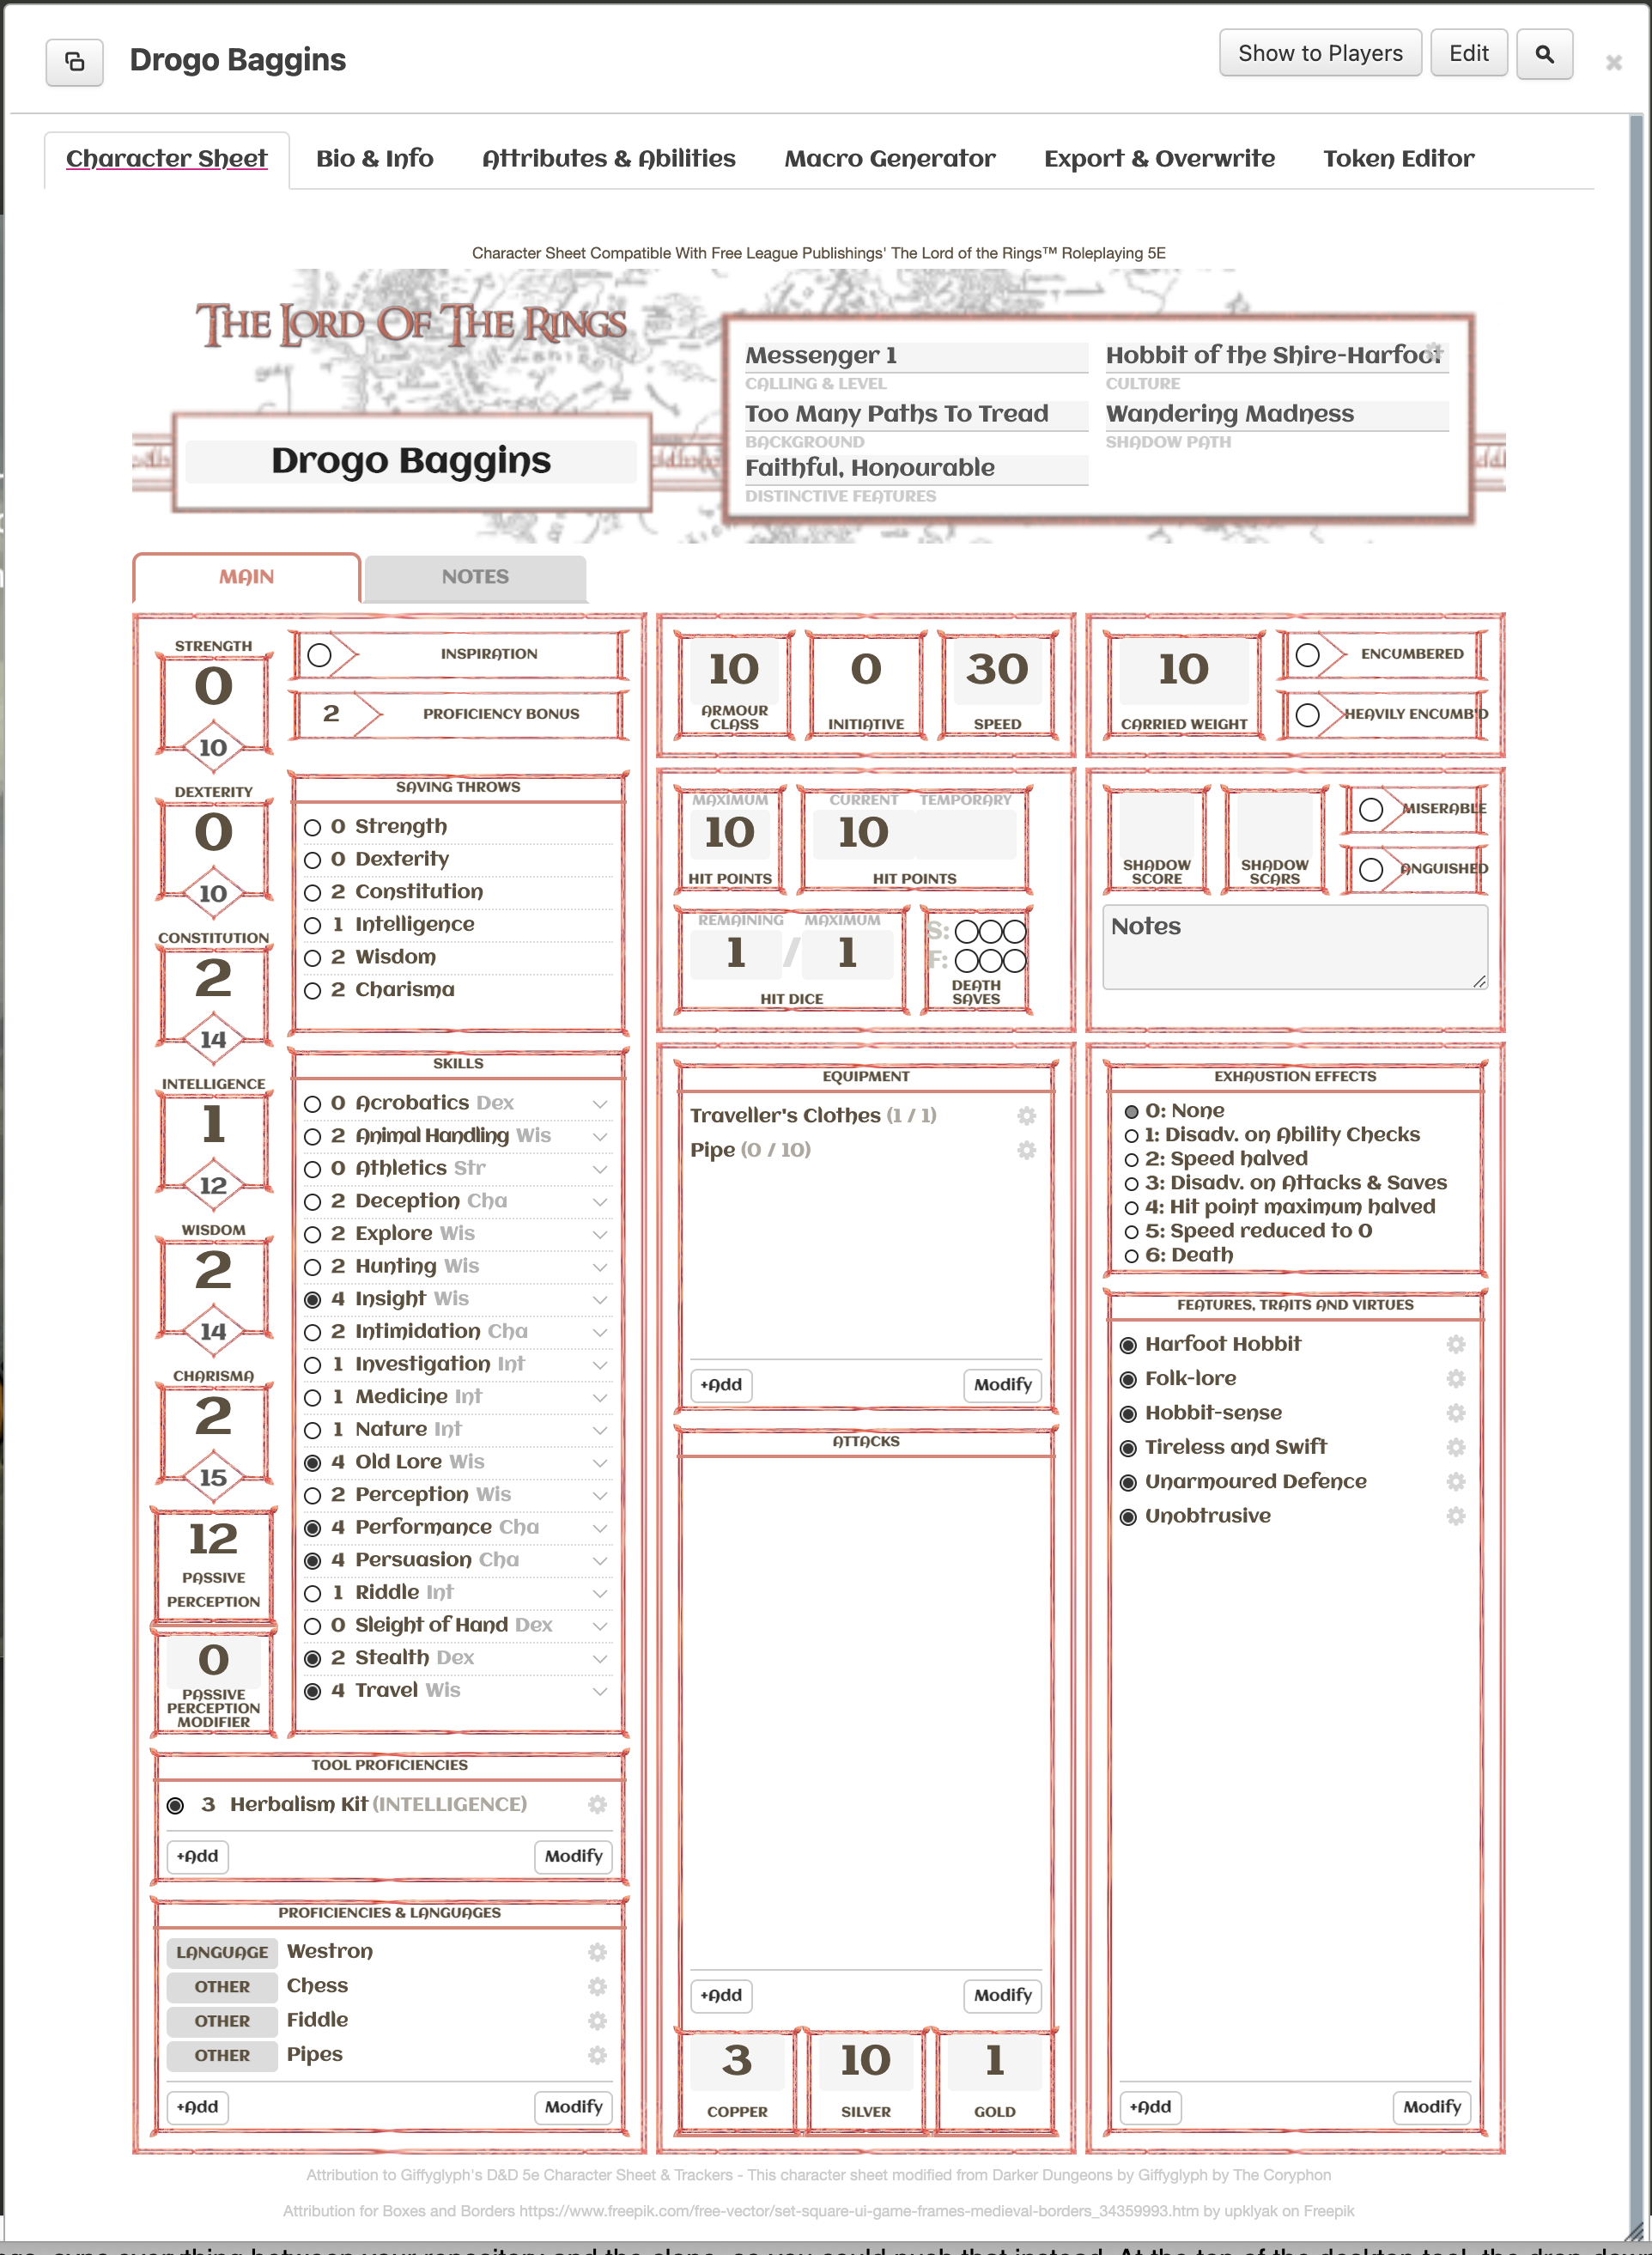 Drogo Baggins
Show to Players
Edit
Character Sheet
Bio & Info
Attributes & Abilities
Macro Generator
Export & Overwrite
Token Editor
Character Sheet Compatible With Free League Publishings' The Lord of the Rings™ Roleplaying 5E
THE LORD OF THE RINGS
Drogo Baggins
Messenger 1
CALLING & LEVEL
Hobbit of the Shire-Harfoot
CULTURE
Too Many Paths To Tread
BACKGROUND
Wandering Madness
SHADOW PATH
Faithful, Honourable
DISTINCTIVE FEATURES
MAIN
NOTES
STRENGTH
0
10
DEXTERITY
0
10
CONSTITUTION
2
14
INTELLIGENCE
1
12
WISDOM
2
14
CHARISMA
2
15
12
PASSIVE
PERCEPTION
0
PASSIVE
PERCEPTION
MODIFIER
INSPIRATION
2 PROFICIENCY BONUS
SAVING THROWS
0 Strength
0 Dexterity
2 Constitution
1 Intelligence
2 Wisdom
2 Charisma
SKILLS
0 Acrobatics Dex
2 Animal Handling Wis
0 Athletics Str
2 Deception Cha
2 Explore Wis
2 Hunting Wis
4 Insight Wis
2 Intimidation Cha
1 Investigation Int
1 Medicine Int
1 Nature Int
4 Old Lore Wis
2 Perception Wis
4 Performance Cha
4 Persuasion Cha
1 Riddle Int
0 Sleight of Hand Dex
2 Stealth Dex
4 Travel Wis
TOOL PROFICIENCIES
3 Herbalism Kit (INTELLIGENCE)
+Add
Modify
PROFICIENCIES & LANGUAGES
LANGUAGE Westron
OTHER Chess
OTHER Fiddle
OTHER Pipes
+Add
Modify
10
ARMOUR
CLASS
0
INITIATIVE
30
SPEED
MAXIMUM
10
HIT POINTS
CURRENT TEMPORARY
10
HIT POINTS
REMAINING MAXIMUM
1 / 1
HIT DICE
S:
F:
DEATH
SAVES
EQUIPMENT
Traveller's Clothes (1 / 1)
Pipe (0 / 10)
+Add
Modify
ATTACKS
+Add
Modify
3
COPPER
10
SILVER
1
GOLD
10
CARRIED WEIGHT
ENCUMBERED
HEAVILY ENCUMB'D
SHADOW
SCORE
SHADOW
SCARS
MISERABLE
ANGUISHED
Notes
EXHAUSTION EFFECTS
0: None
1: Disadv. on Ability Checks
2: Speed halved
3: Disadv. on Attacks & Saves
4: Hit point maximum halved
5: Speed reduced to 0
6: Death
FEATURES, TRAITS AND VIRTUES
Harfoot Hobbit
Folk-lore
Hobbit-sense
Tireless and Swift
Unarmoured Defence
Unobtrusive
+Add
Modify
Attribution to Giffyglyph's D&D 5e Character Sheet & Trackers - This character sheet modified from Darker Dungeons by Giffyglyph by The Coryphon
Attribution for Boxes and Borders https://www.freepik.com/free-vector/set-square-ui-game-frames-medieval-borders_34359993.htm by upklyak on Freepik